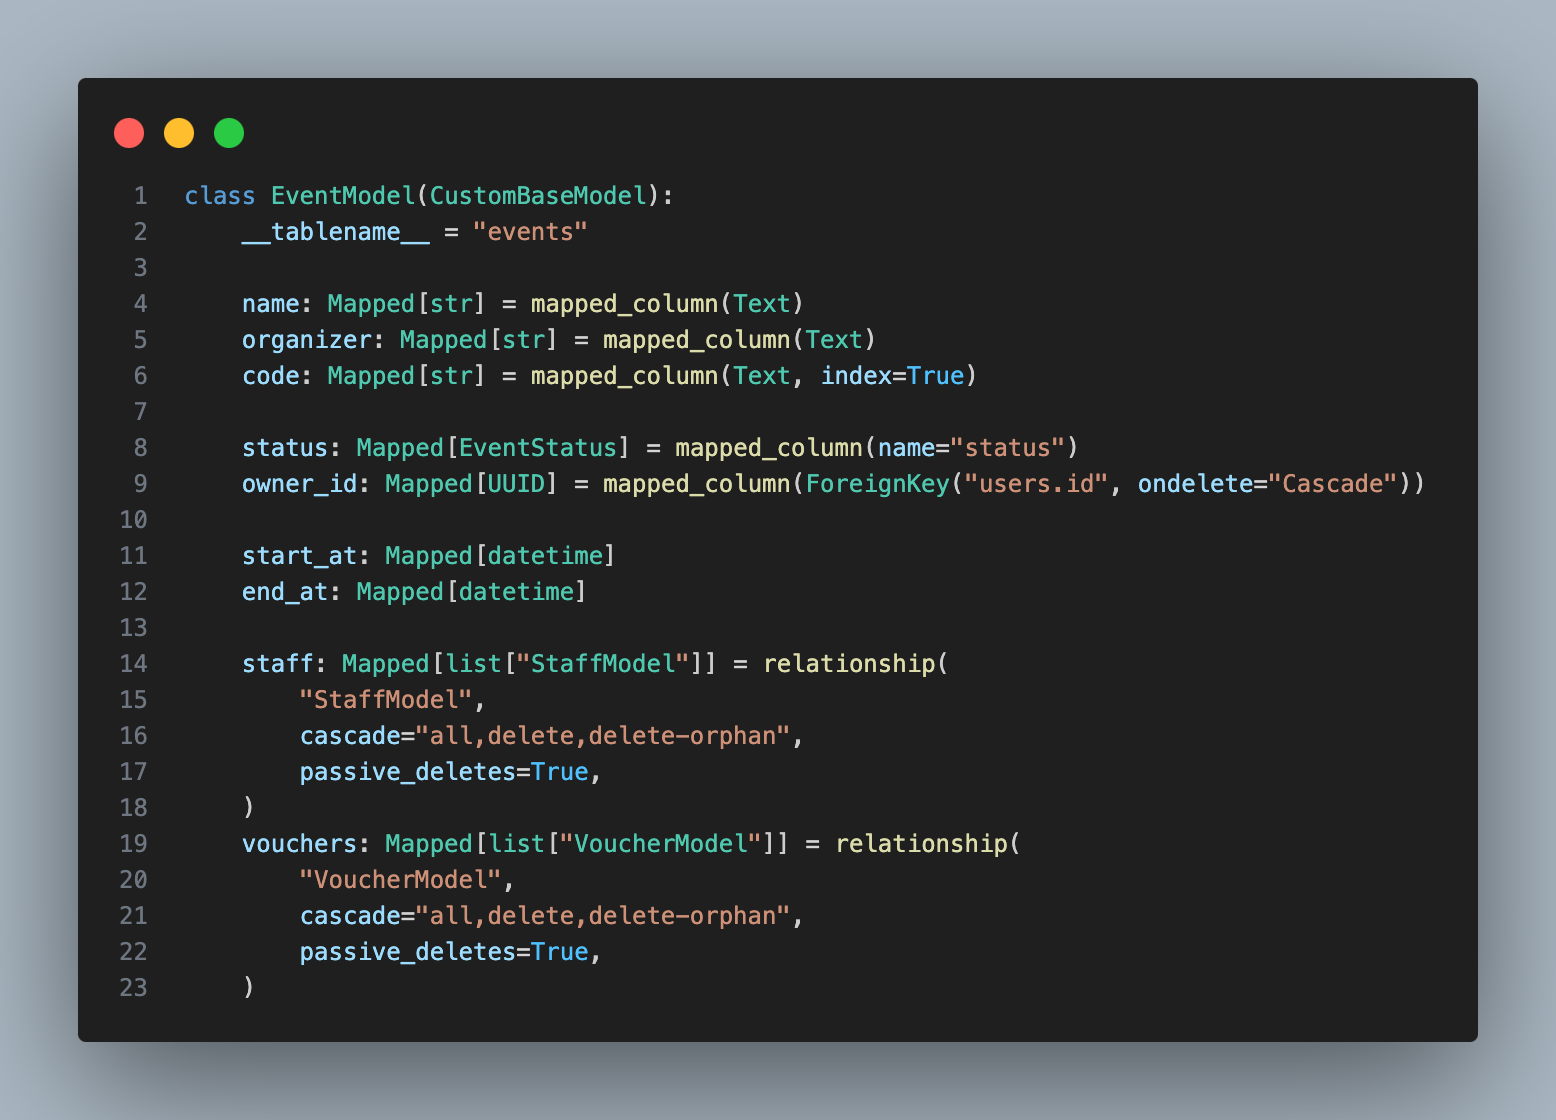 1 class EventModel(CustomBaseModel):
2     __tablename__ = "events"
3
4     name: Mapped[str] = mapped_column(Text)
5     organizer: Mapped[str] = mapped_column(Text)
6     code: Mapped[str] = mapped_column(Text, index=True)
7
8     status: Mapped[EventStatus] = mapped_column(name="status")
9     owner_id: Mapped[UUID] = mapped_column(ForeignKey("users.id", ondelete="Cascade"))
10
11     start_at: Mapped[datetime]
12     end_at: Mapped[datetime]
13
14     staff: Mapped[list["StaffModel"]] = relationship(
15         "StaffModel",
16         cascade="all,delete,delete-orphan",
17         passive_deletes=True,
18     )
19     vouchers: Mapped[list["VoucherModel"]] = relationship(
20         "VoucherModel",
21         cascade="all,delete,delete-orphan",
22         passive_deletes=True,
23     )